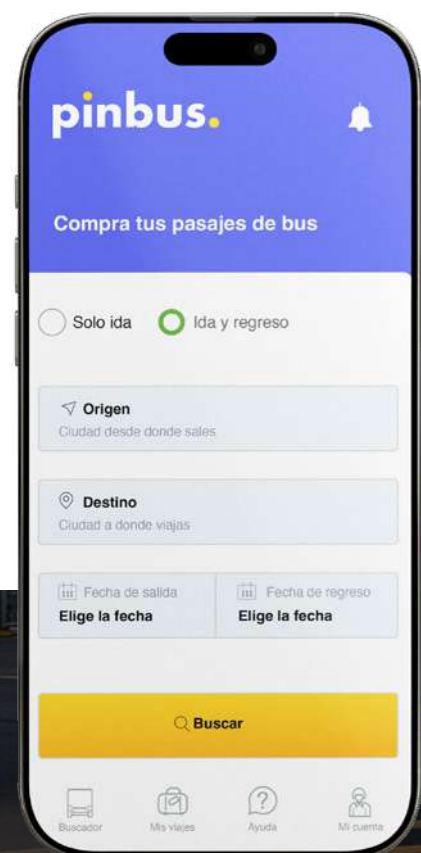 pinbus.
Compra tus pasajes de bus
Solo ida Ida y regreso
Origen
Ciudad desde donde sales
Destino
Ciudad a donde viajas
Fecha de salida Fecha de regreso
Elige la fecha Elige la fecha
Buscar
Buscador Mis viajes Ayuda Mi cuenta